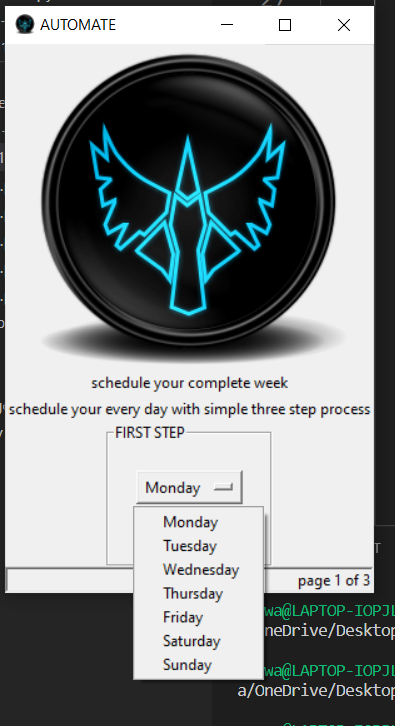 AUTOMATE
schedule your complete week
schedule your every day with simple three step process
FIRST STEP
Monday
Monday
Tuesday
Wednesday
Thursday
Friday
Saturday
Sunday
page 1 of 3
wa@LAPTOP-IOPJL
OneDrive/Desktop
wa@LAPTOP-IOPJL
a/OneDrive/Desktop